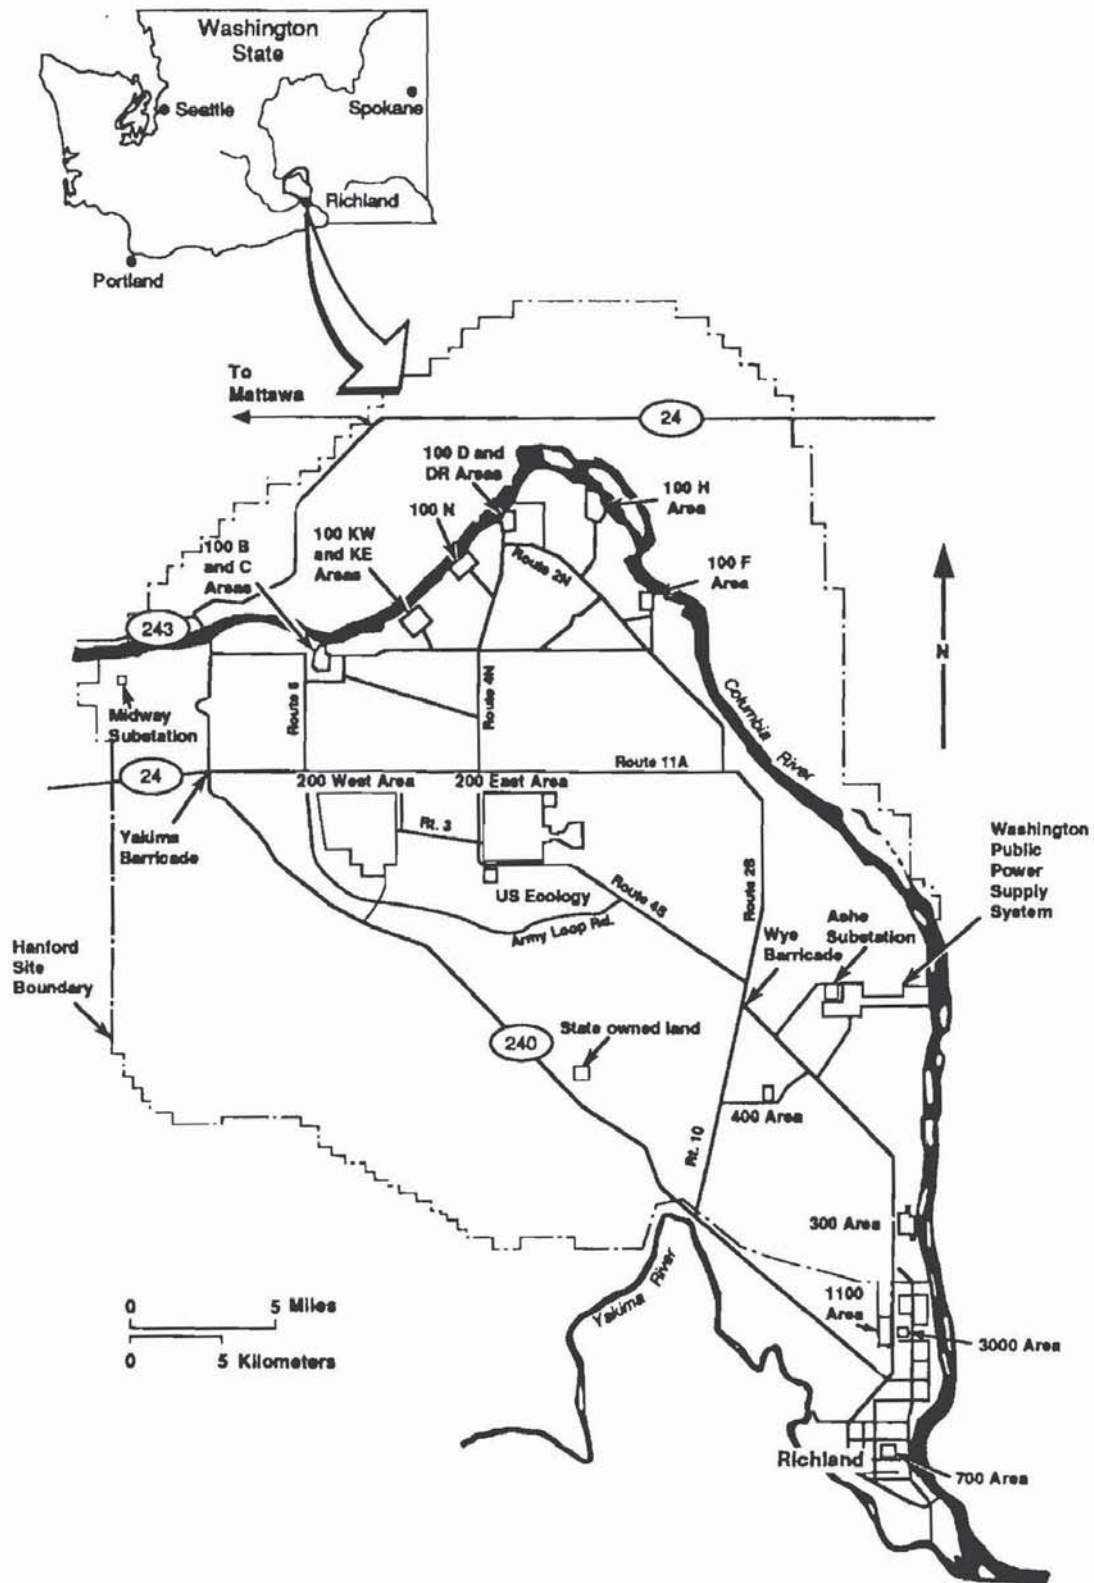 Washington
State
Seattle
Spokane
Richland
Portland
To
Mattawa
24
100 D and
DR Areas
100 N
100 H
Area
100 KW
and KE
Areas
100 B
and C
Areas
100 F
Area
Route 2N
243
N
Midway
Substation
Route 6
Route 4N
Columbia
River
24
Route 11A
200 West Area
200 East Area
Yakima
Barricade
Rt. 3
Washington
Public
Power
Supply
System
US Ecology
Route 4S
Route 2S
Army Loop Rd.
Wye
Barricade
Ashe
Substation
Hanford
Site
Boundary
240
State owned land
400 Area
Rt. 10
300 Area
Yakima River
1100
Area
0 5 Miles
0 5 Kilometers
3000 Area
Richland
700 Area